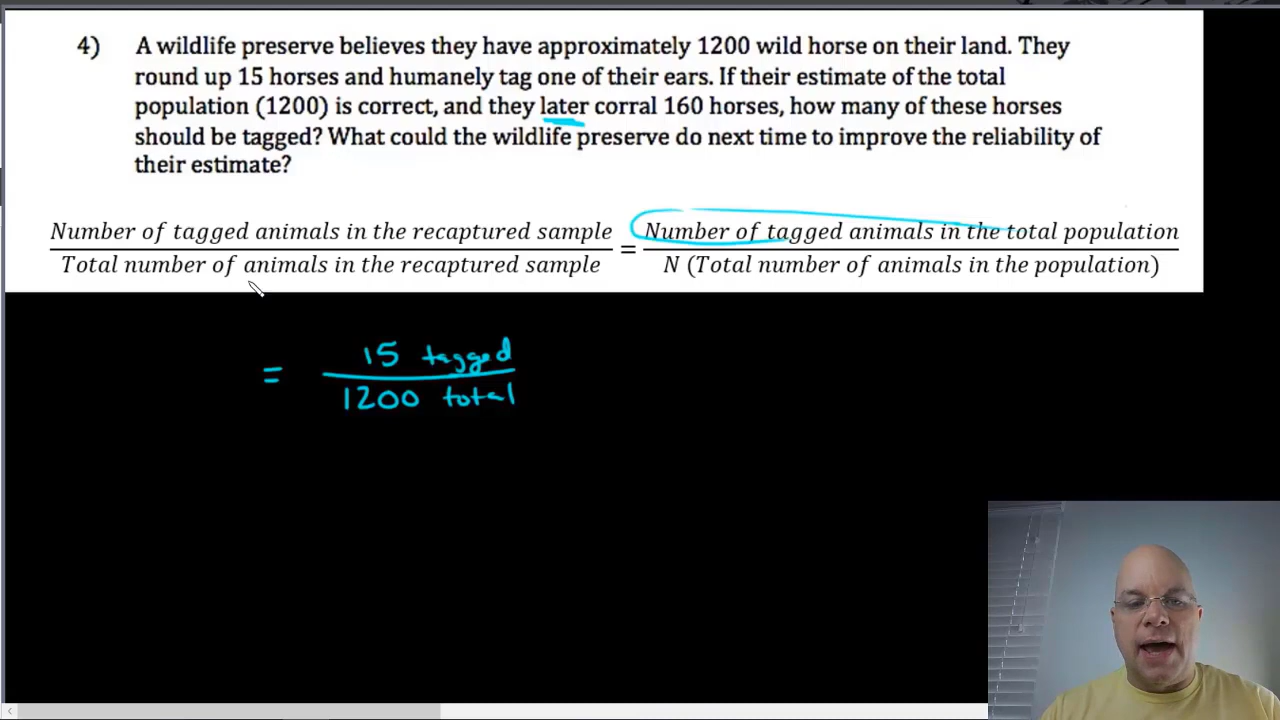 4) A wildlife preserve believes they have approximately 1200 wild horse on their land. They
round up 15 horses and humanely tag one of their ears. If their estimate of the total
population (1200) is correct, and they later corral 160 horses, how many of these horses
should be tagged? What could the wildlife preserve do next time to improve the reliability of
their estimate?
Number of tagged animals in the recaptured sample
Total number of animals in the recaptured sample
=
Number of tagged animals in the total population
N (Total number of animals in the population)
=
15 tagged
1200 total